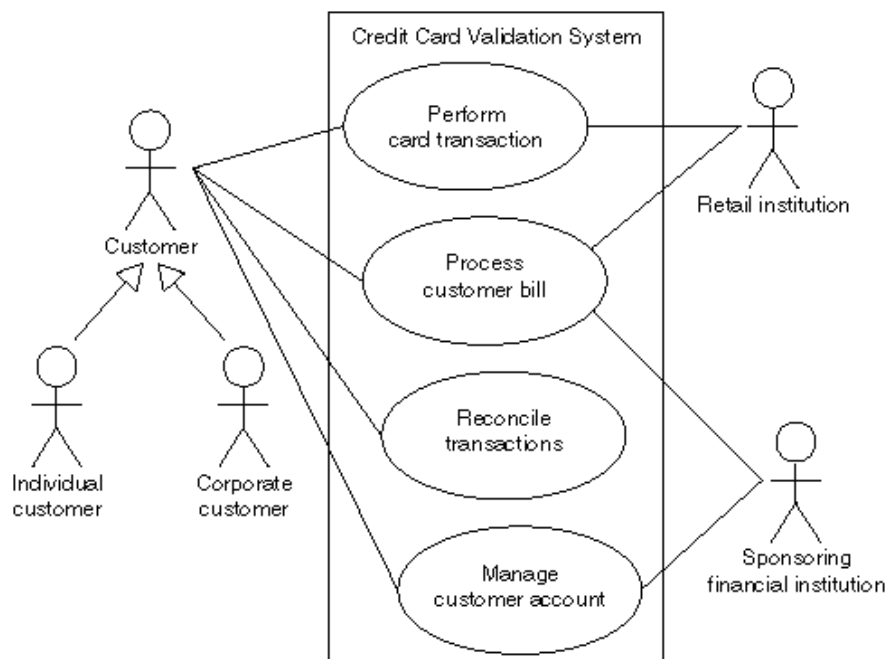 Credit Card Validation System
Perform
card transaction
Retail institution
Customer
Process
customer bill
Reconcile
transactions
Individual
customer
Corporate
customer
Manage
customer account
Sponsoring
financial institution